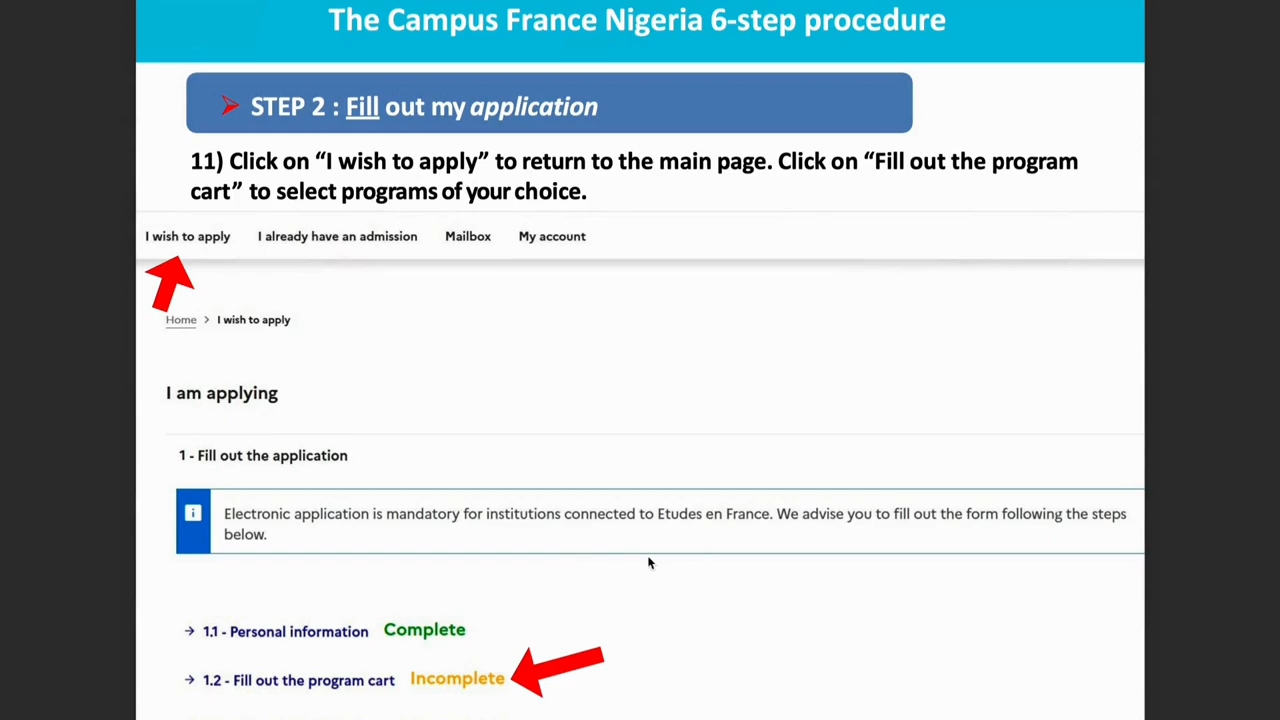 The Campus France Nigeria 6-step procedure
STEP 2 : Fill out my application
11) Click on “I wish to apply” to return to the main page. Click on “Fill out the program
cart” to select programs of your choice.
I wish to apply I already have an admission Mailbox My account
Home > I wish to apply
I am applying
1 - Fill out the application
i Electronic application is mandatory for institutions connected to Etudes en France. We advise you to fill out the form following the steps
below.
→ 1.1 - Personal information Complete
→ 1.2 - Fill out the program cart Incomplete